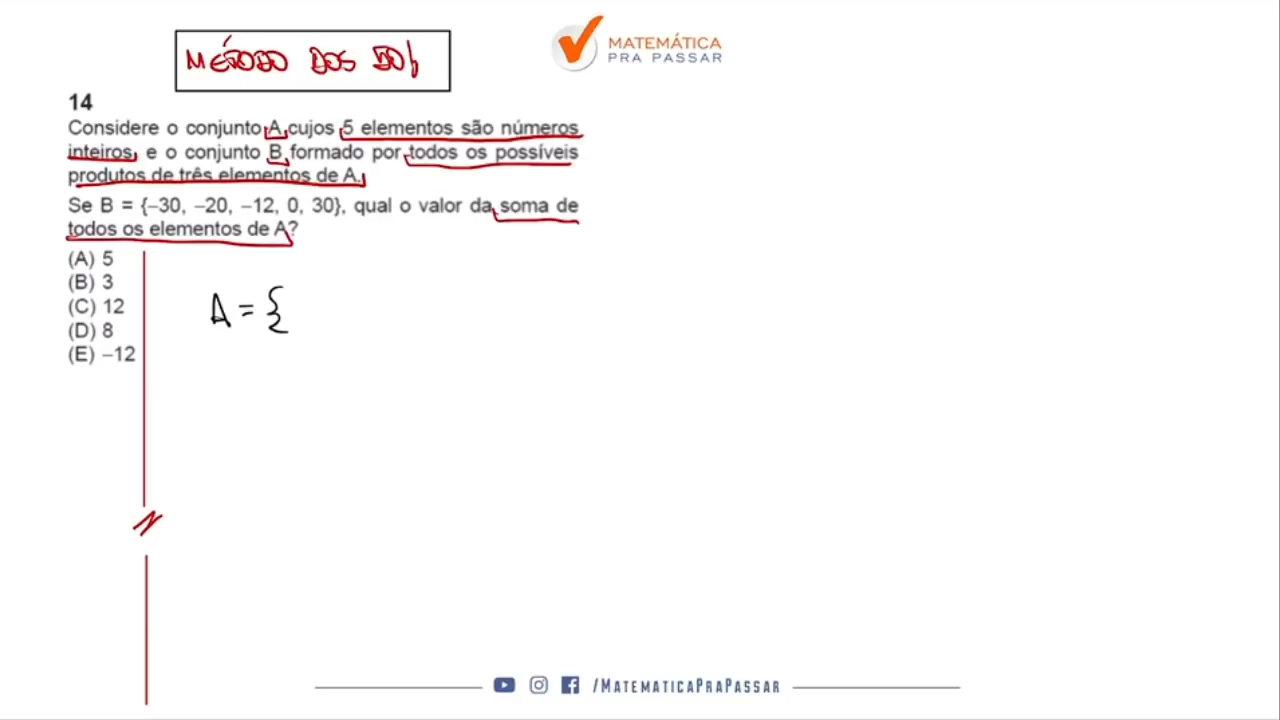 MÉTODO DOS
MATEMÁTICA
PRA PASSAR
14
Considere o conjunto A cujos 5 elementos são números
inteiros, e o conjunto B formado por todos os possíveis
produtos de três elementos de A.
Se B = {–30, –20, –12, 0, 30}, qual o valor da soma de
todos os elementos de A?
(A) 5
(B) 3
(C) 12
(D) 8
(E) –12
A = {
/MATEMATICAPRAPASSAR